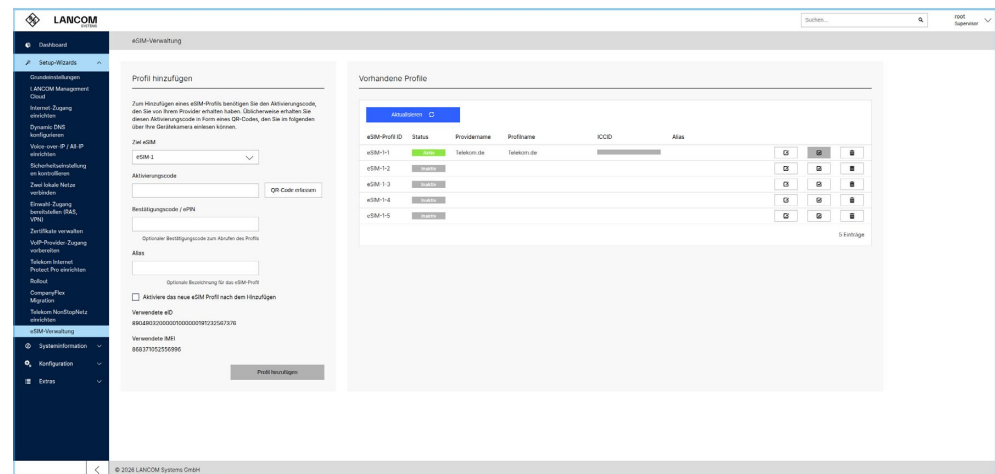 LANCOM
SYSTEMS
Suchen...
root
Supervisor
Dashboard
Setup-Wizards
Grundeinstellungen
LANCOM Management
Cloud
Internet-Zugang
einrichten
Dynamic DNS
konfigurieren
Voice-over-IP / All-IP
einrichten
Sicherheitseinstellung
en kontrollieren
Zwei lokale Netze
verbinden
Einwahl-Zugang
bereitstellen (RAS,
VPN)
Zertifikate verwalten
VoIP-Provider-Zugang
vorbereiten
Telekom Internet
Protect Pro einrichten
Rollout
CompanyFlex
Migration
Telekom NonStopNetz
einrichten
eSIM-Verwaltung
Systeminformation
Konfiguration
Extras
eSIM-Verwaltung
Profil hinzufügen
Zum Hinzufügen eines eSIM-Profils benötigen Sie den Aktivierungscode,
den Sie von Ihrem Provider erhalten haben. Üblicherweise erhalten Sie
diesen Aktivierungscode in Form eines QR-Codes, den Sie im folgenden
über Ihre Gerätekamera einlesen können.
Ziel eSIM
eSIM-1
Aktivierungscode
QR-Code erfassen
Bestätigungscode / ePIN
Optionaler Bestätigungscode zum Abrufen des Profils
Alias
Optionale Bezeichnung für das eSIM-Profil
Aktiviere das neue eSIM Profil nach dem Hinzufügen
Verwendete eID
89049032000001000000191232567376
Verwendete IMEI
868371052556996
Profil hinzufügen
Vorhandene Profile
Aktualisieren
eSIM-Profil ID Status Providername Profilname ICCID Alias
eSIM-1-1 Aktiv Telekom.de Telekom.de
eSIM-1-2 Inaktiv
eSIM-1-3 Inaktiv
eSIM-1-4 Inaktiv
eSIM-1-5 Inaktiv
5 Einträge
© 2026 LANCOM Systems GmbH